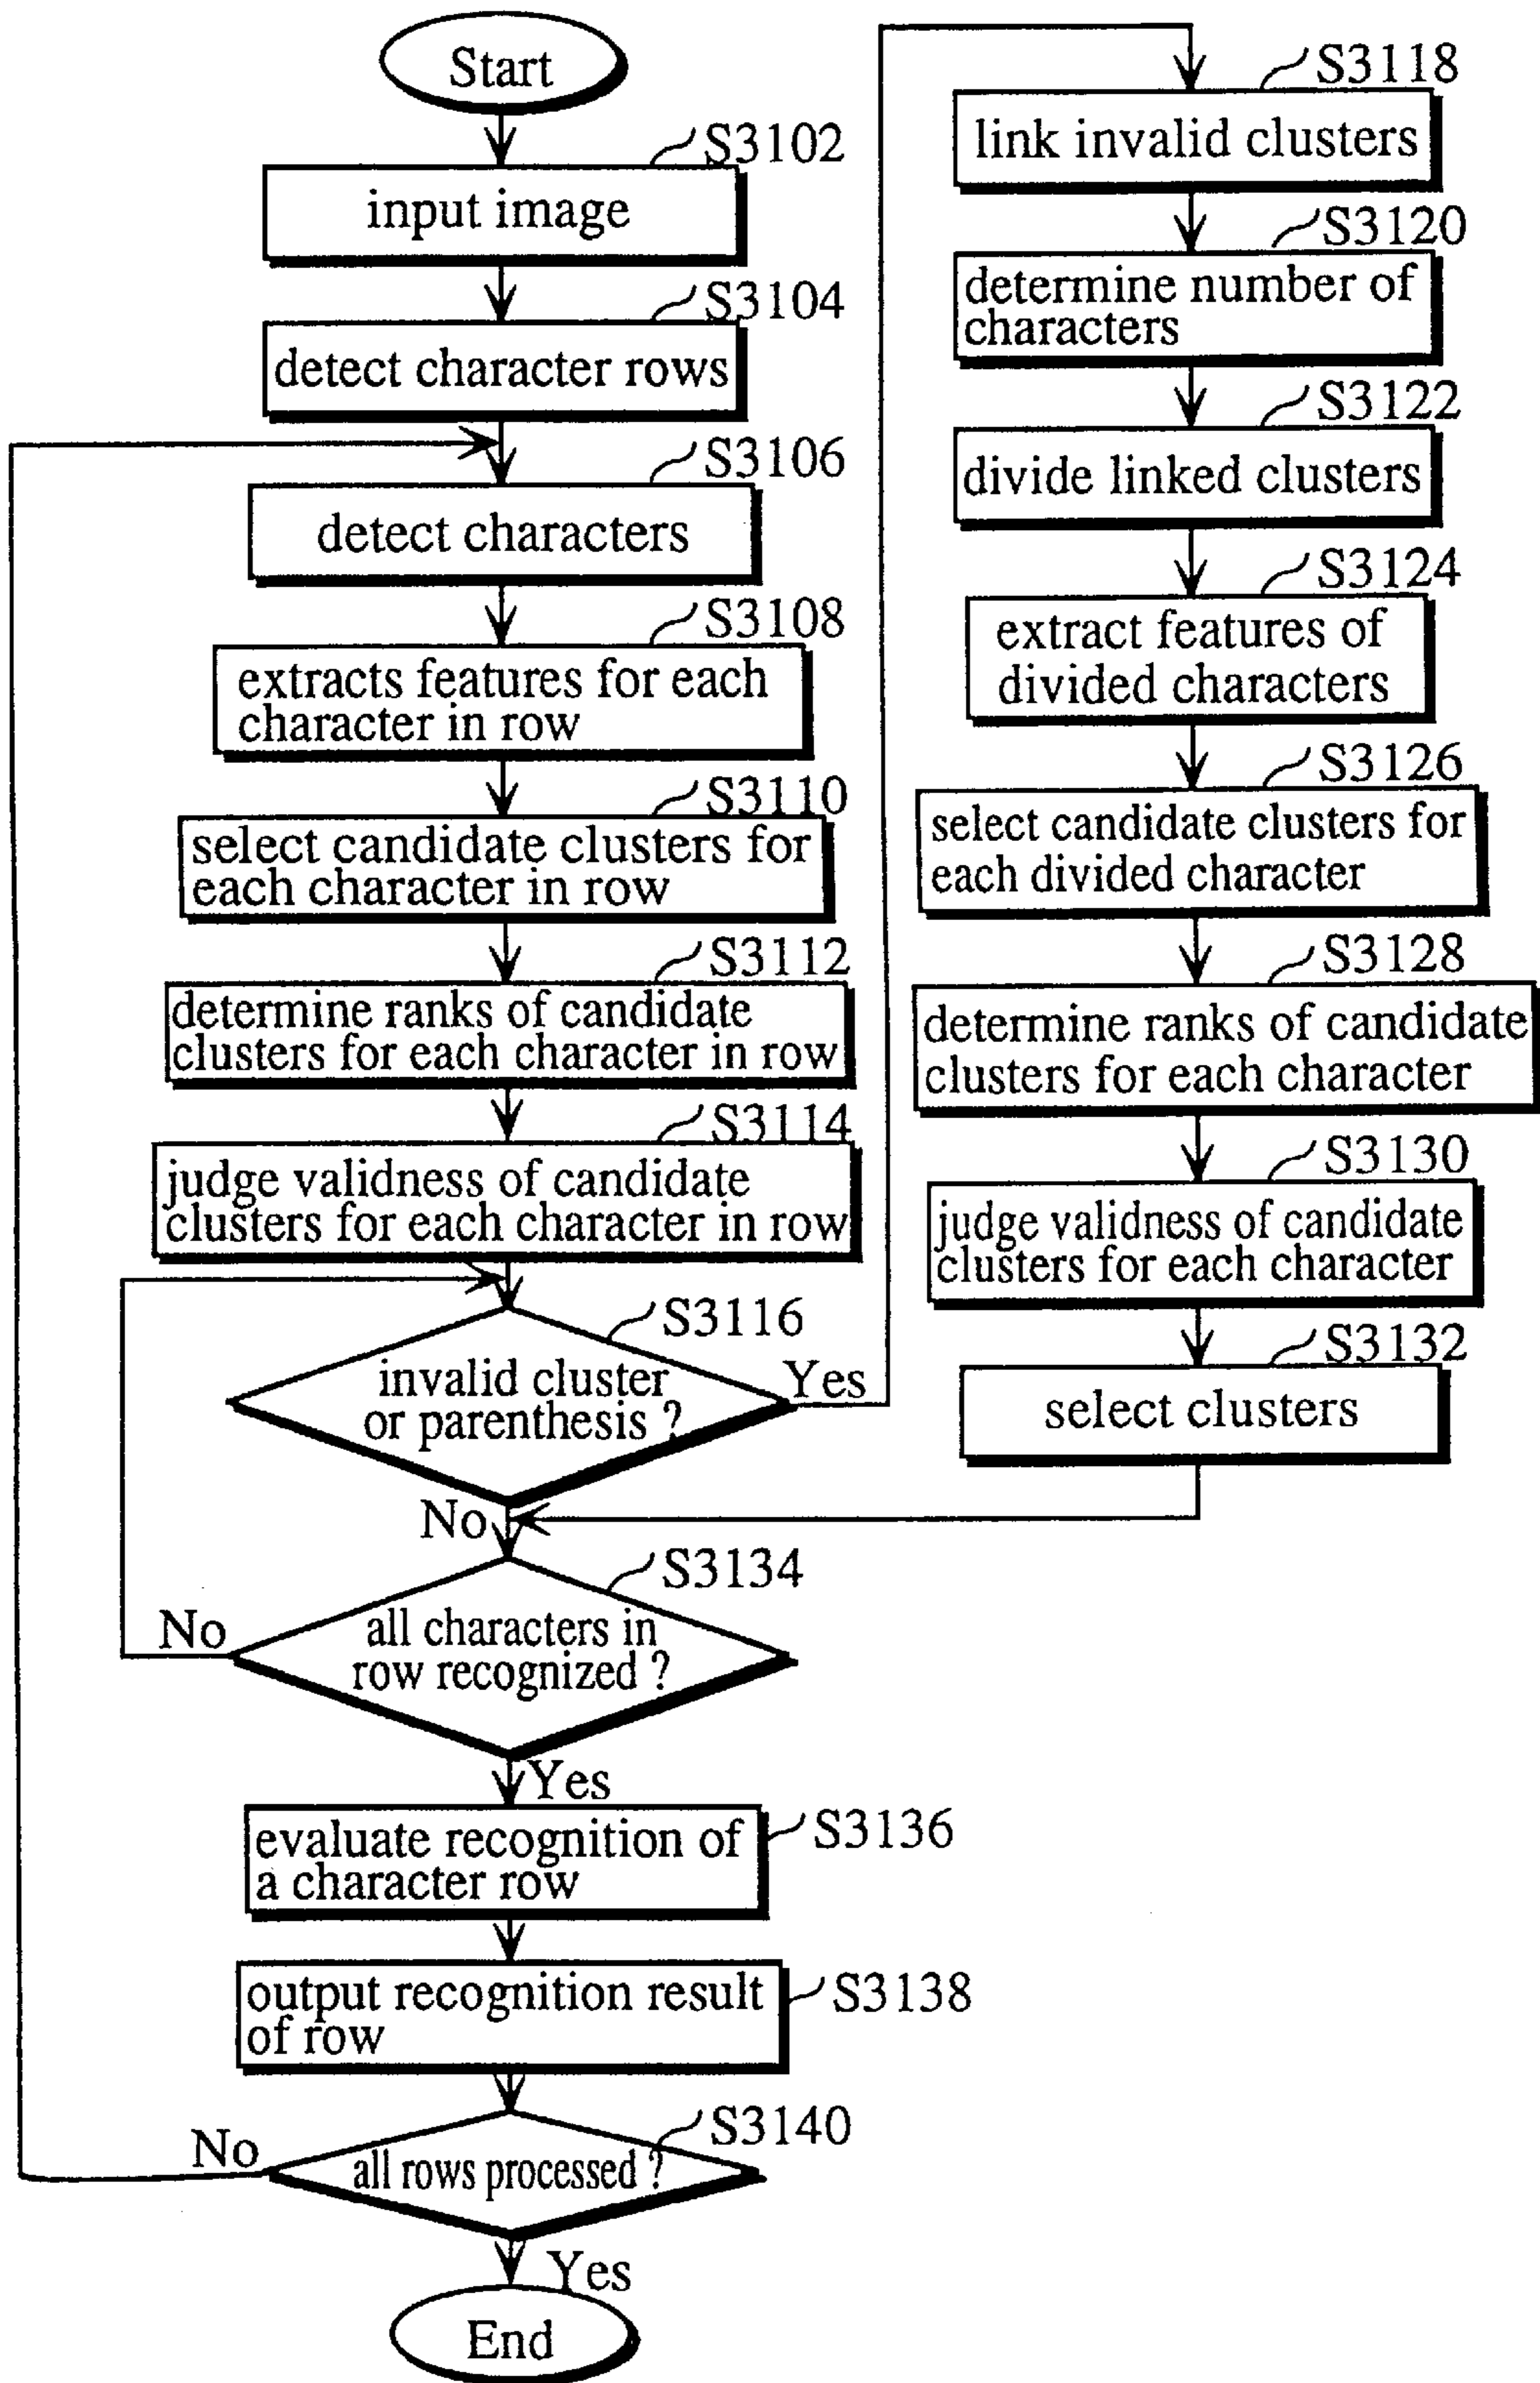 Start
S3102
input image
S3104
detect character rows
S3106
detect characters
S3108
extracts features for each
character in row
S3110
select candidate clusters for
each character in row
S3112
determine ranks of candidate
clusters for each character in row
S3114
judge validness of candidate
clusters for each character in row
S3116
invalid cluster
or parenthesis ?
Yes
No
S3118
link invalid clusters
S3120
determine number of
characters
S3122
divide linked clusters
S3124
extract features of
divided characters
S3126
select candidate clusters for
each divided character
S3128
determine ranks of candidate
clusters for each character
S3130
judge validness of candidate
clusters for each character
S3132
select clusters
S3134
all characters in
row recognized ?
No
Yes
S3136
evaluate recognition of
a character row
S3138
output recognition result
of row
S3140
all rows processed ?
No
Yes
End